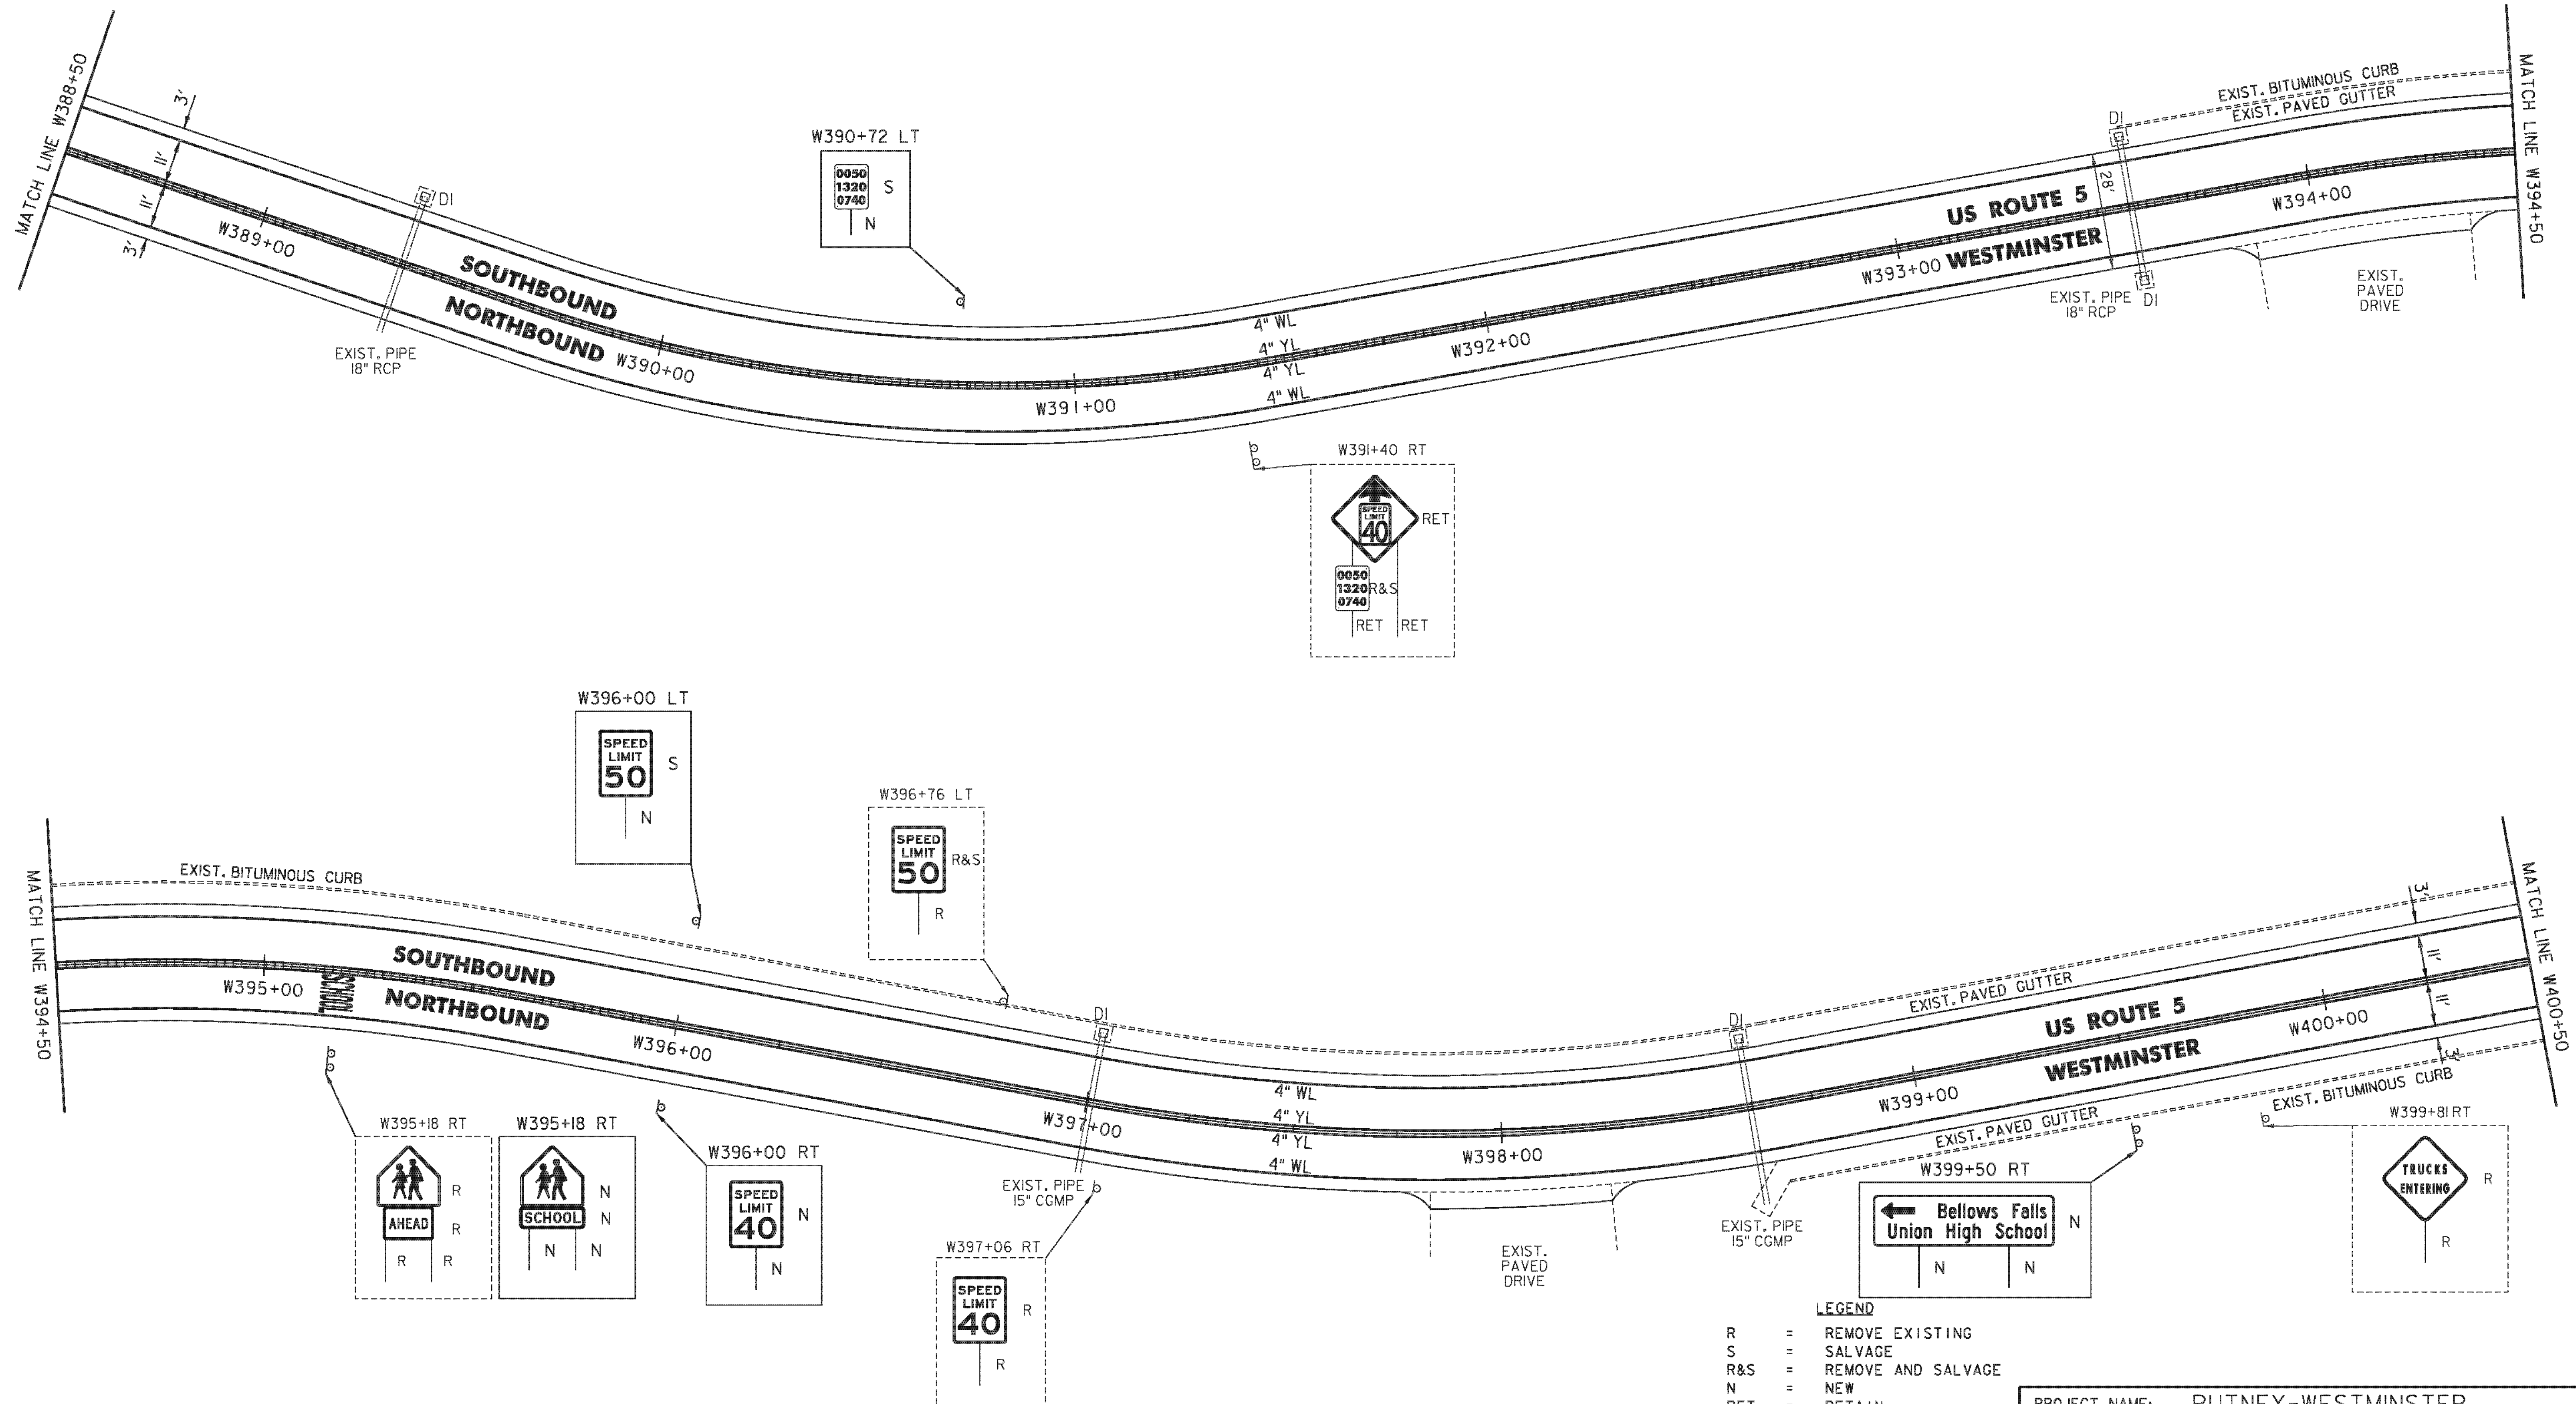 MATCH LINE W388+50
3'
11'
11'
3'
W389+00
DI
EXIST. PIPE
18" RCP
SOUTHBOUND
NORTHBOUND
W390+00
W390+72 LT
0050
1320
0740
S
N
W391+00
4" WL
4" YL
4" YL
4" WL
W391+40 RT
SPEED
LIMIT
40
RET
0050
1320
0740
R&S
RET
RET
W392+00
W393+00
US ROUTE 5
WESTMINSTER
28'
DI
EXIST. PIPE
18" RCP
DI
EXIST. BITUMINOUS CURB
EXIST. PAVED GUTTER
W394+00
EXIST.
PAVED
DRIVE
MATCH LINE W394+50
MATCH LINE W394+50
EXIST. BITUMINOUS CURB
W395+00
SOUTHBOUND
NORTHBOUND
W396+00 LT
SPEED
LIMIT
50
S
N
W396+76 LT
SPEED
LIMIT
50
R&S
R
W396+00
W395+18 RT
R
AHEAD
R
R
R
W395+18 RT
N
SCHOOL
N
N
N
W396+00 RT
SPEED
LIMIT
40
N
N
DI
W397+00
EXIST. PIPE
15" CGMP
W397+06 RT
SPEED
LIMIT
40
R
R
4" WL
4" YL
4" YL
4" WL
W398+00
EXIST.
PAVED
DRIVE
DI
EXIST. PIPE
15" CGMP
W399+00
EXIST. PAVED GUTTER
US ROUTE 5
WESTMINSTER
W400+00
3'
11'
11'
3'
EXIST. PAVED GUTTER
EXIST. BITUMINOUS CURB
MATCH LINE W400+50
W399+50 RT
Bellows Falls
Union High School
N
N
N
W399+81 RT
TRUCKS
ENTERING
R
R
LEGEND
R = REMOVE EXISTING
S = SALVAGE
R&S = REMOVE AND SALVAGE
N = NEW
RET = RETAIN
PROJECT NAME: PUTNEY-WESTMINSTER